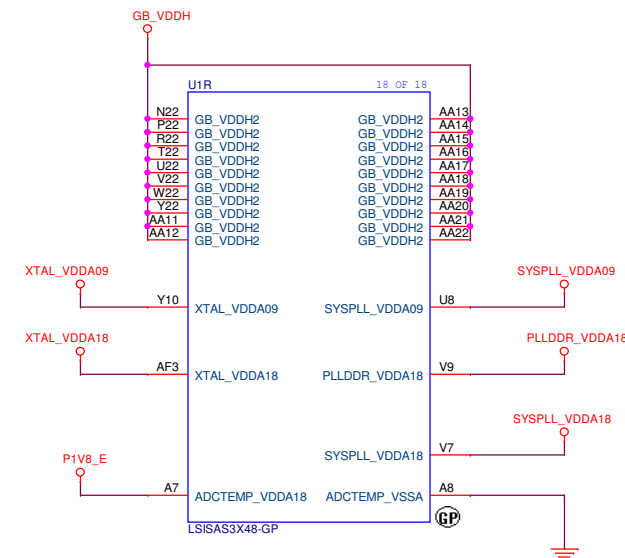 GB_VDDH
U1R 18 OF 18
N22 GB_VDDH2 GB_VDDH2 AA13
P22 GB_VDDH2 GB_VDDH2 AA14
R22 GB_VDDH2 GB_VDDH2 AA15
T22 GB_VDDH2 GB_VDDH2 AA16
U22 GB_VDDH2 GB_VDDH2 AA17
V22 GB_VDDH2 GB_VDDH2 AA18
W22 GB_VDDH2 GB_VDDH2 AA19
Y22 GB_VDDH2 GB_VDDH2 AA20
AA11 GB_VDDH2 GB_VDDH2 AA21
AA12 GB_VDDH2 GB_VDDH2 AA22
XTAL_VDDA09 SYSPLL_VDDA09
Y10 XTAL_VDDA09 SYSPLL_VDDA09 U8
XTAL_VDDA18 PLLDDR_VDDA18
AF3 XTAL_VDDA18 PLLDDR_VDDA18 V9
SYSPLL_VDDA18
SYSPLL_VDDA18 V7
P1V8_E
A7 ADCTEMP_VDDA18 ADCTEMP_VSSA A8
GP
LSISAS3X48-GP